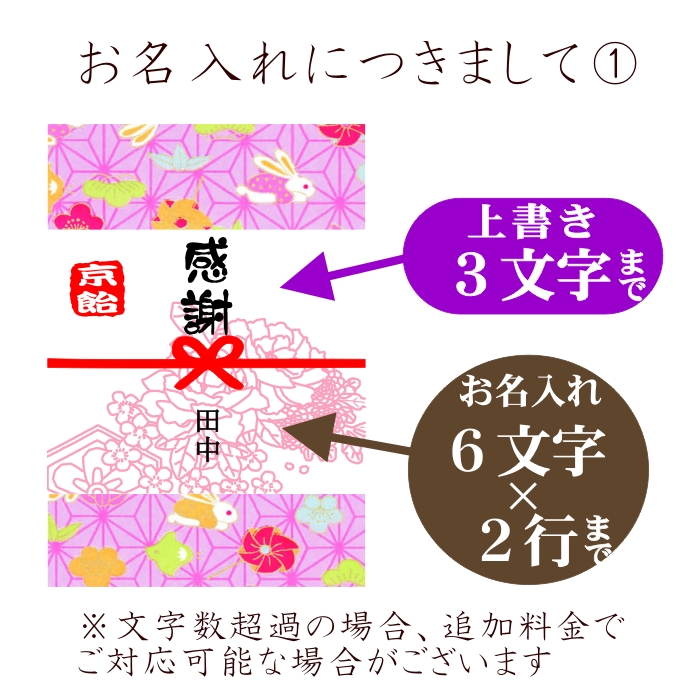 お名入れにつきまして①
上書き
３文字まで
京飴
感謝
お名入れ
６文字
×
２行まで
田中
※文字数超過の場合、追加料金で
ご対応可能な場合がございます